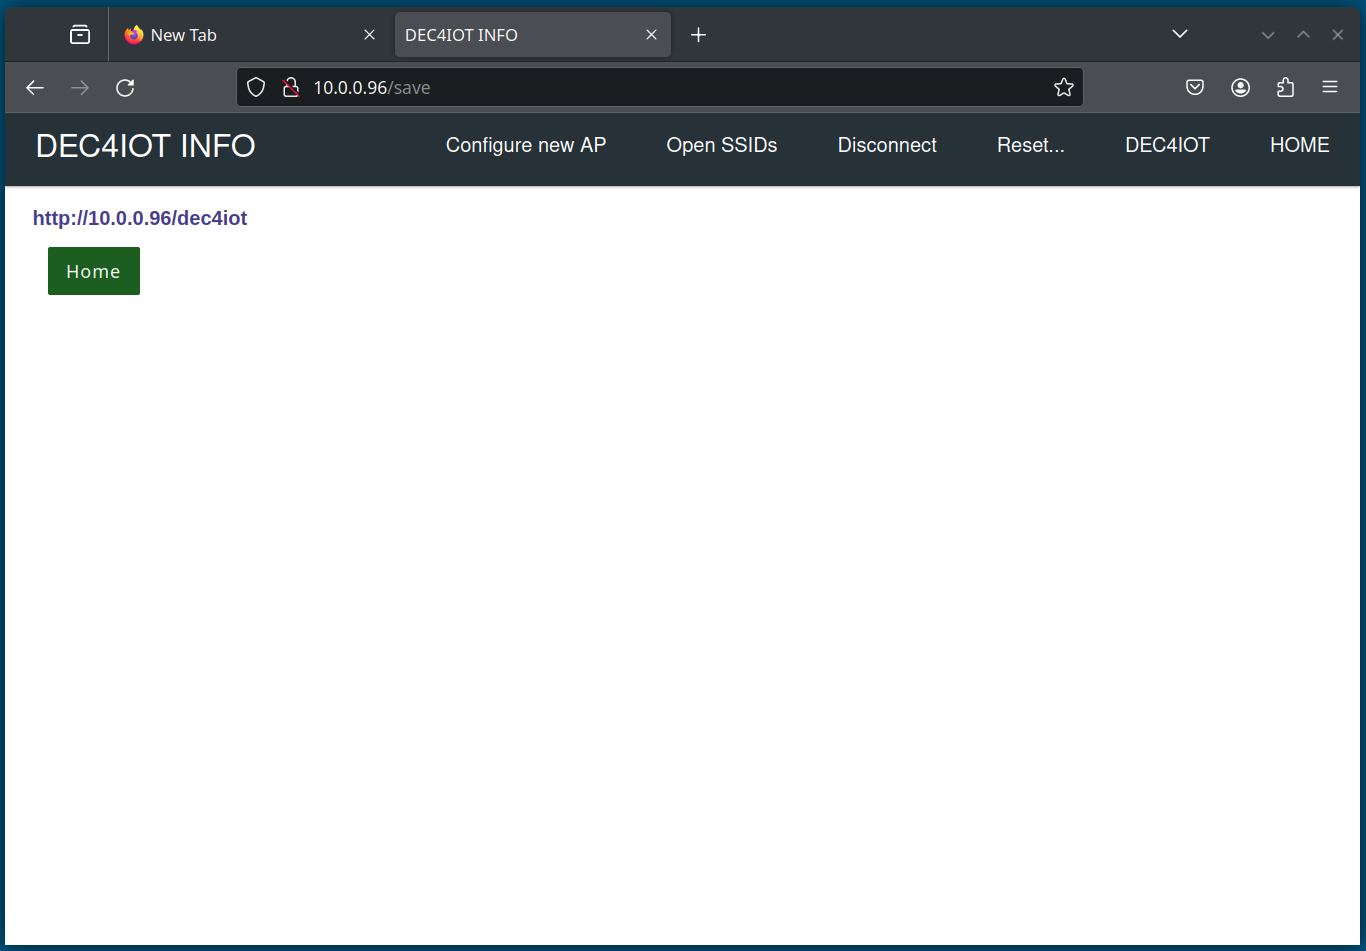 New Tab
DEC4IOT INFO
10.0.0.96/save
DEC4IOT INFO Configure new AP Open SSIDs Disconnect Reset... DEC4IOT HOME
http://10.0.0.96/dec4iot
Home